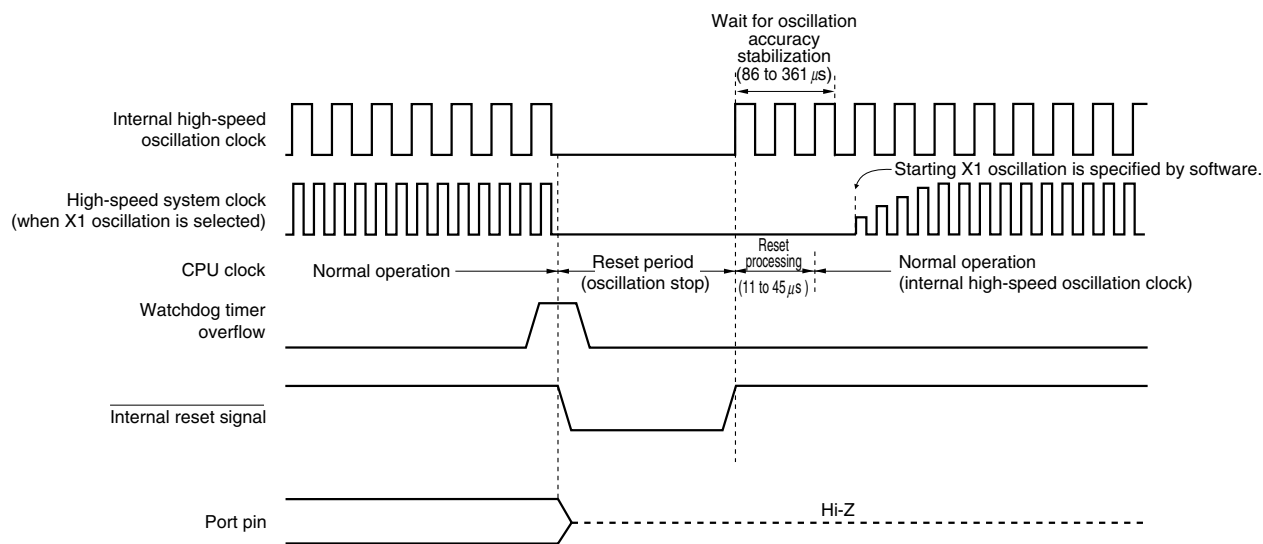 Wait for oscillation
accuracy
stabilization
(86 to 361 μs)
Internal high-speed
oscillation clock
Starting X1 oscillation is specified by software.
High-speed system clock
(when X1 oscillation is selected)
CPU clock
Normal operation
Reset period
(oscillation stop)
Reset
processing
(11 to 45 μs )
Normal operation
(internal high-speed oscillation clock)
Watchdog timer
overflow
Internal reset signal
Hi-Z
Port pin